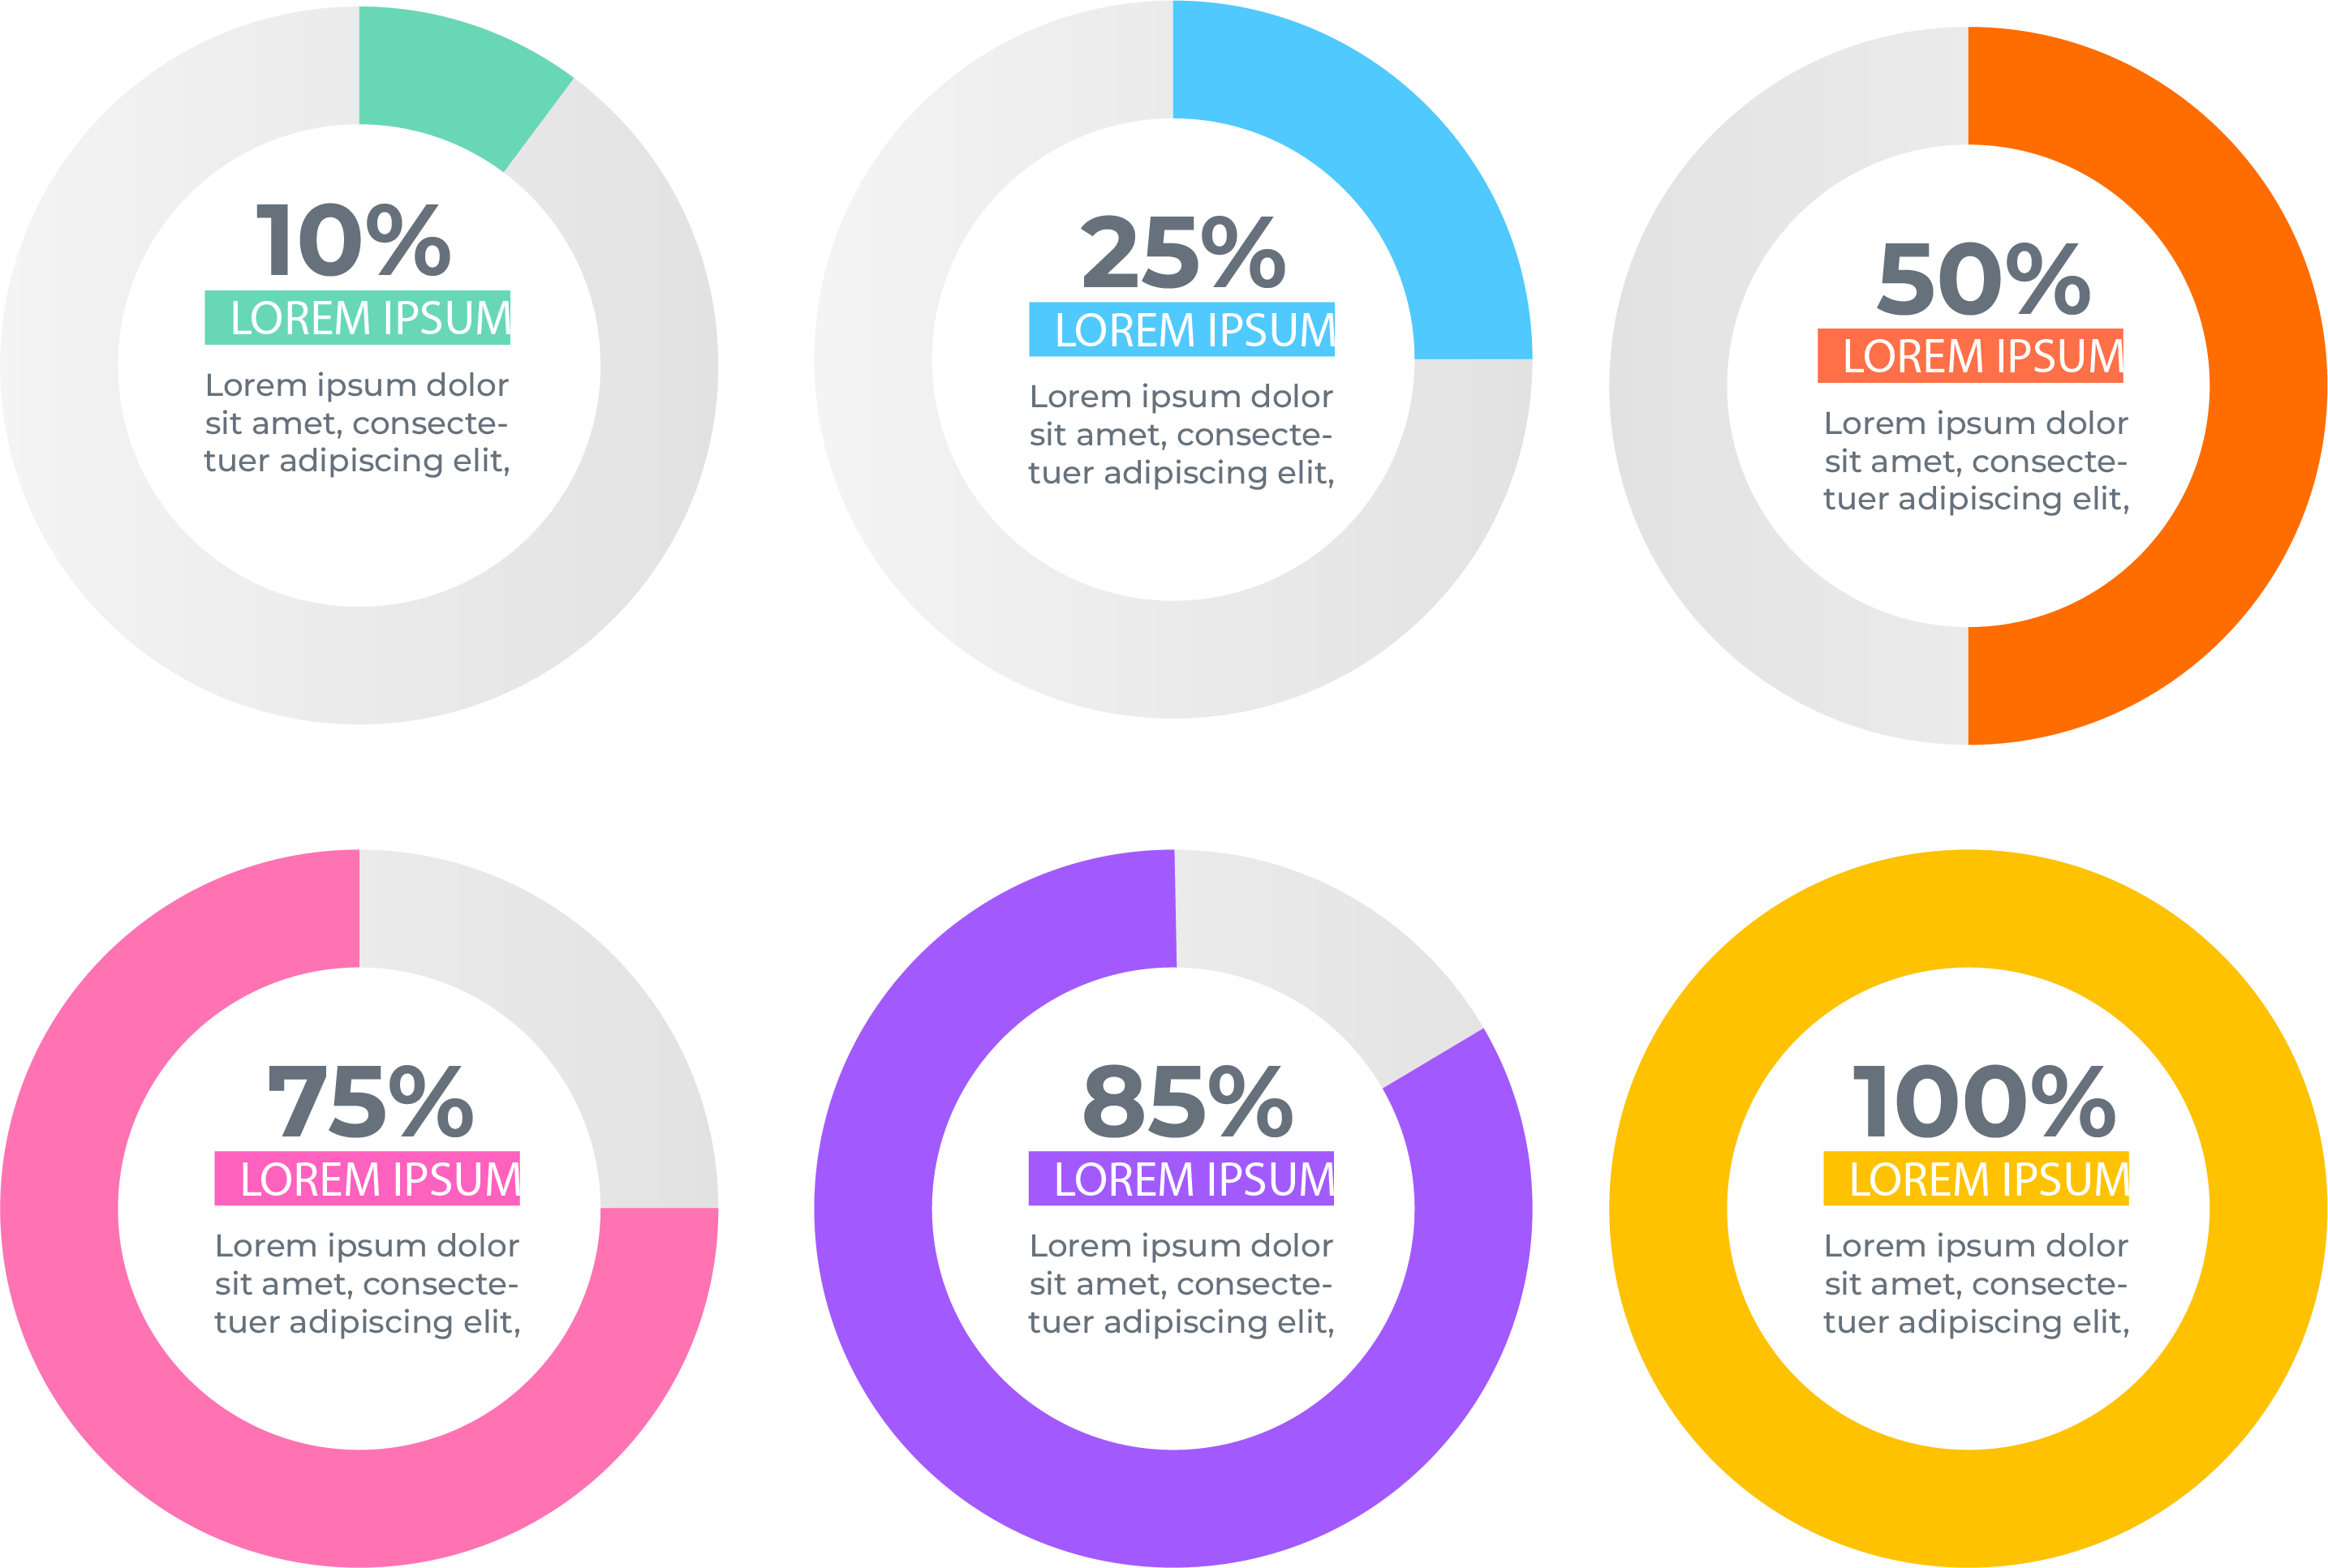 10%
LOREM IPSUM
Lorem ipsum dolor
sit amet, consecte-
tuer adipiscing elit,
25%
LOREM IPSUM
Lorem ipsum dolor
sit amet, consecte-
tuer adipiscing elit,
50%
LOREM IPSUM
Lorem ipsum dolor
sit amet, consecte-
tuer adipiscing elit,
75%
LOREM IPSUM
Lorem ipsum dolor
sit amet, consecte-
tuer adipiscing elit,
85%
LOREM IPSUM
Lorem ipsum dolor
sit amet, consecte-
tuer adipiscing elit,
100%
LOREM IPSUM
Lorem ipsum dolor
sit amet, consecte-
tuer adipiscing elit,